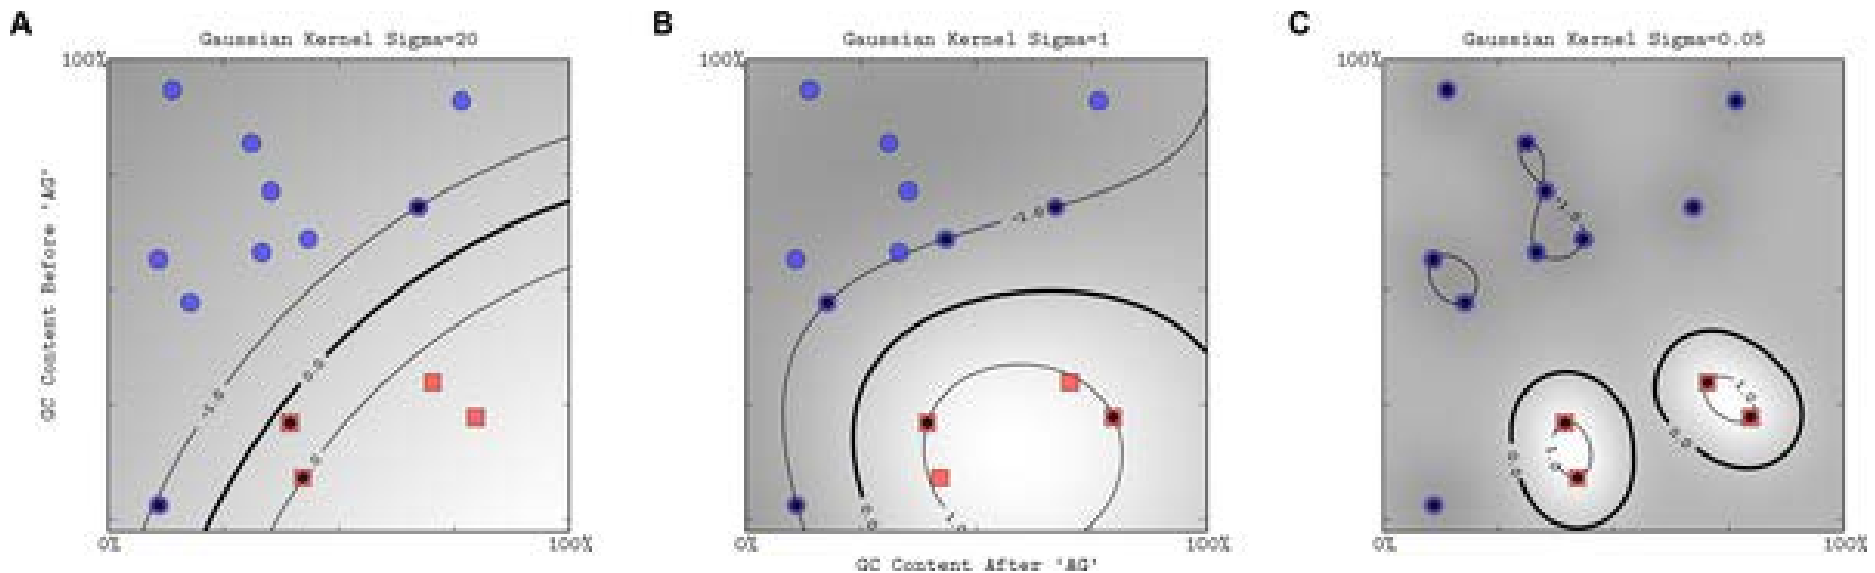 A
Gaussian Kernel Sigma=20
100%
GC Content Before 'AG'
-1.0
0.0
0
0%
100%
B
Gaussian Kernel Sigma=1
100%
-1.0
0.0
1.0
0%
100%
GC Content After 'AG'
C
Gaussian Kernel Sigma=0.05
100%
-1.0
1.0
0.0
1.0
0.0
0%
100%